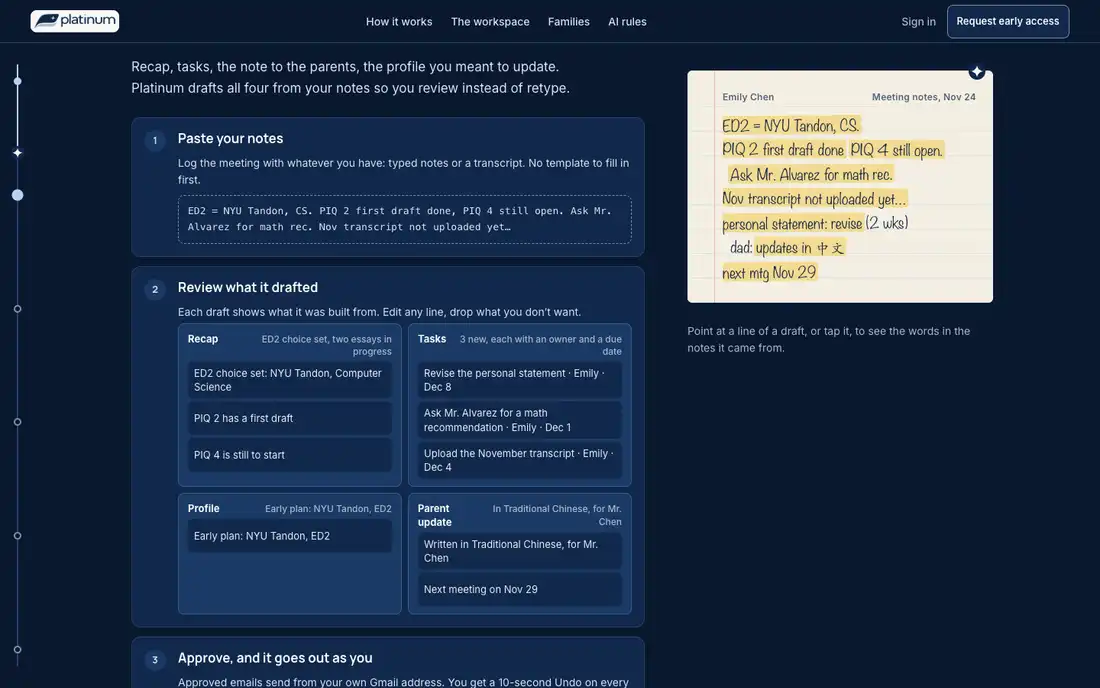 platinum
How it works
The workspace
Families
AI rules
Sign in
Request early access
Recap, tasks, the note to the parents, the profile you meant to update.
Platinum drafts all four from your notes so you review instead of retype.
1
Paste your notes
Log the meeting with whatever you have: typed notes or a transcript. No template to fill in
first.
ED2 = NYU Tandon, CS. PIQ 2 first draft done, PIQ 4 still open. Ask Mr.
Alvarez for math rec. Nov transcript not uploaded yet…
2
Review what it drafted
Each draft shows what it was built from. Edit any line, drop what you don't want.
Recap
ED2 choice set, two essays in
progress
ED2 choice set: NYU Tandon, Computer
Science
PIQ 2 has a first draft
PIQ 4 is still to start
Tasks
3 new, each with an owner and a due
date
Revise the personal statement · Emily ·
Dec 8
Ask Mr. Alvarez for a math
recommendation · Emily · Dec 1
Upload the November transcript · Emily ·
Dec 4
Profile
Early plan: NYU Tandon, ED2
Early plan: NYU Tandon, ED2
Parent
update
In Traditional Chinese, for Mr.
Chen
Written in Traditional Chinese, for Mr.
Chen
Next meeting on Nov 29
3
Approve, and it goes out as you
Approved emails send from your own Gmail address. You get a 10-second Undo on every
Emily Chen
Meeting notes, Nov 24
ED2 = NYU Tandon, CS.
PIQ 2 first draft done PIQ 4 still open.
Ask Mr. Alvarez for math rec.
Nov transcript not uploaded yet...
personal statement: revise (2 wks)
dad: updates in 中文
next mtg Nov 29
Point at a line of a draft, or tap it, to see the words in the
notes it came from.